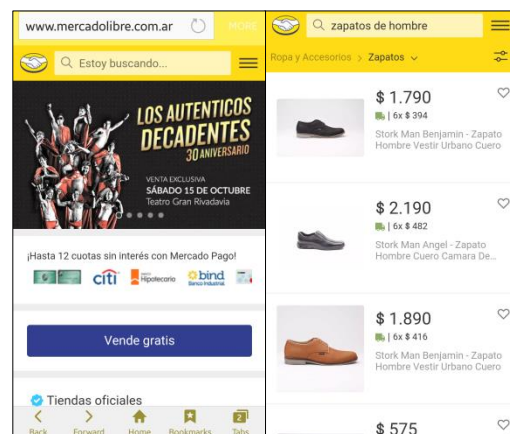 www.mercadolibre.com.ar
MORE
Estoy buscando...
LOS AUTENTICOS
DECADENTES
30 ANIVERSARIO
VENTA EXCLUSIVA
SÁBADO 15 DE OCTUBRE
Teatro Gran Rivadavia
¡Hasta 12 cuotas sin interés con Mercado Pago!
citi
Hipotecario
bind
Banco Industrial
Vende gratis
Tiendas oficiales
Back Forward Home Bookmarks Tabs
2
zapatos de hombre
Ropa y Accesorios > Zapatos
$ 1.790
6x $ 394
Stork Man Benjamin - Zapato
Hombre Vestir Urbano Cuero
$ 2.190
6x $ 482
Stork Man Angel - Zapato
Hombre Cuero Camara De...
$ 1.890
6x $ 416
Stork Man Benjamin - Zapato
Hombre Vestir Urbano Cuero
$ 575